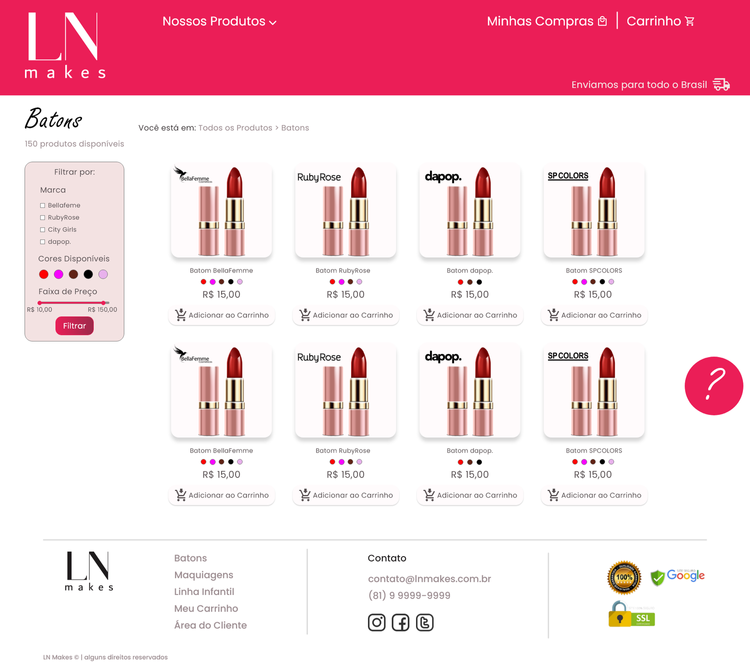 LN
makes
Nossos Produtos
Minhas Compras
Carrinho
Enviamos para todo o Brasil
Batons
150 produtos disponíveis
Você está em: Todos os Produtos > Batons
Filtrar por:
Marca
Bellafeme
RubyRose
City Girls
dapop.
Cores Disponíveis
Faixa de Preço
R$ 10,00
R$ 150,00
Filtrar
BellaFemme
RubyRose
dapop.
SP COLORS
Batom BellaFemme
Batom RubyRose
Batom dapop.
Batom SPCOLORS
R$ 15,00
R$ 15,00
R$ 15,00
R$ 15,00
Adicionar ao Carrinho
Adicionar ao Carrinho
Adicionar ao Carrinho
Adicionar ao Carrinho
BellaFemme
RubyRose
dapop.
SP COLORS
Batom BellaFemme
Batom RubyRose
Batom dapop.
Batom SPCOLORS
R$ 15,00
R$ 15,00
R$ 15,00
R$ 15,00
Adicionar ao Carrinho
Adicionar ao Carrinho
Adicionar ao Carrinho
Adicionar ao Carrinho
?
LN
makes
Batons
Maquiagens
Linha Infantil
Meu Carrinho
Área do Cliente
Contato
contato@lnmakes.com.br
(81) 9 9999-9999
100%
Google
SSL
LN Makes © | alguns direitos reservados